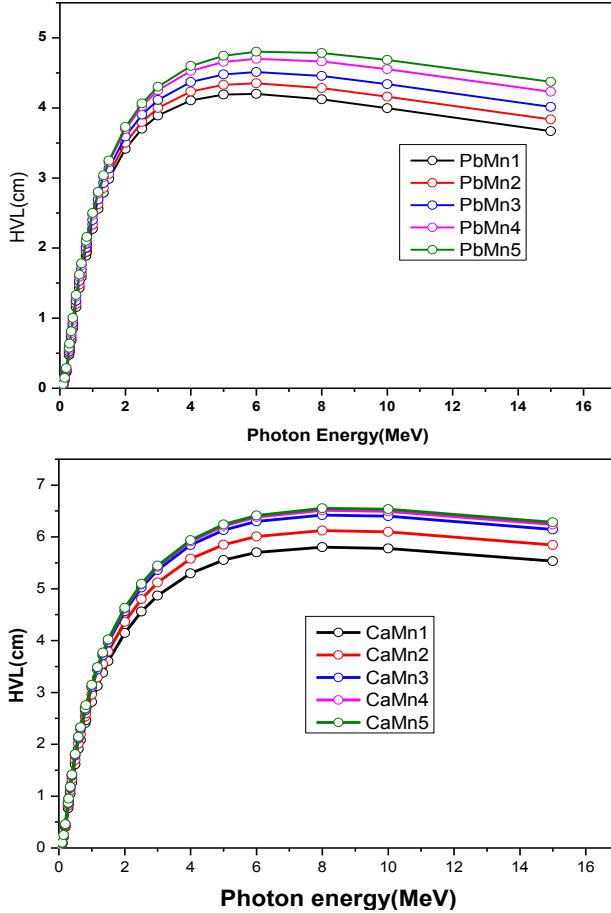 5
4
3
2
1
0
HVL(cm)
PbMn1
PbMn2
PbMn3
PbMn4
PbMn5
0 2 4 6 8 10 12 14 16
Photon Energy(MeV)
7
6
5
4
3
2
1
0
HVL(cm)
CaMn1
CaMn2
CaMn3
CaMn4
CaMn5
0 2 4 6 8 10 12 14 16
Photon energy(MeV)